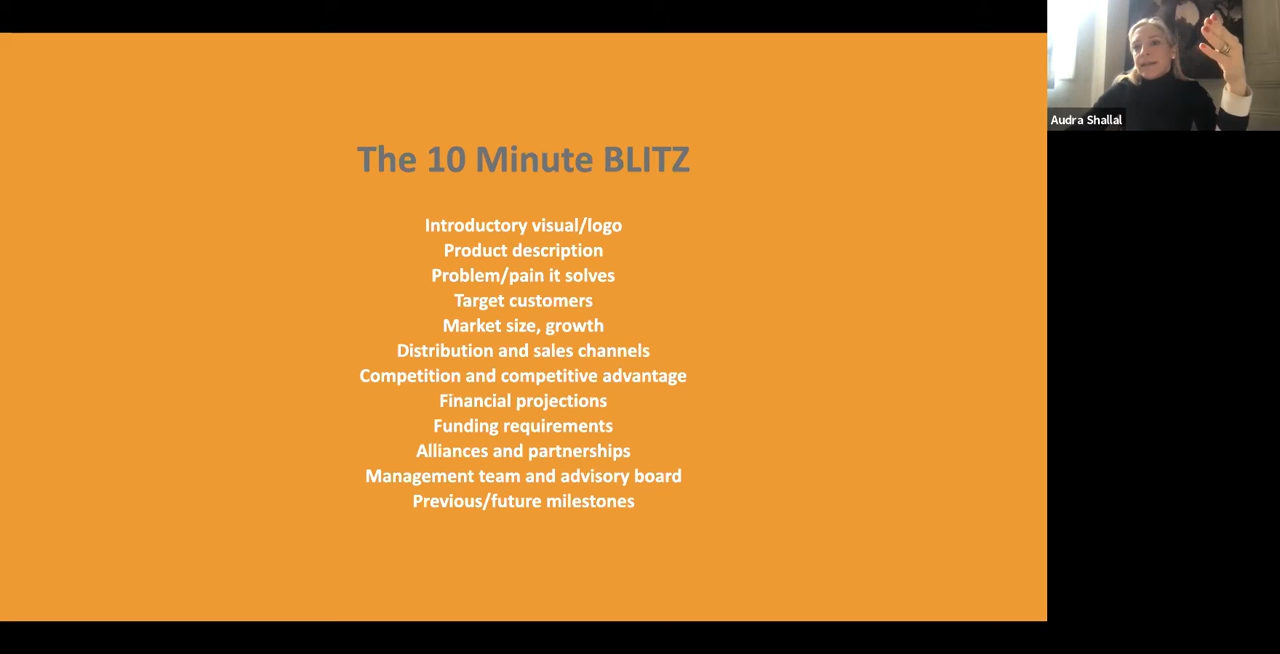 The 10 Minute BLITZ
Introductory visual/logo
Product description
Problem/pain it solves
Target customers
Market size, growth
Distribution and sales channels
Competition and competitive advantage
Financial projections
Funding requirements
Alliances and partnerships
Management team and advisory board
Previous/future milestones
Audra Shallal